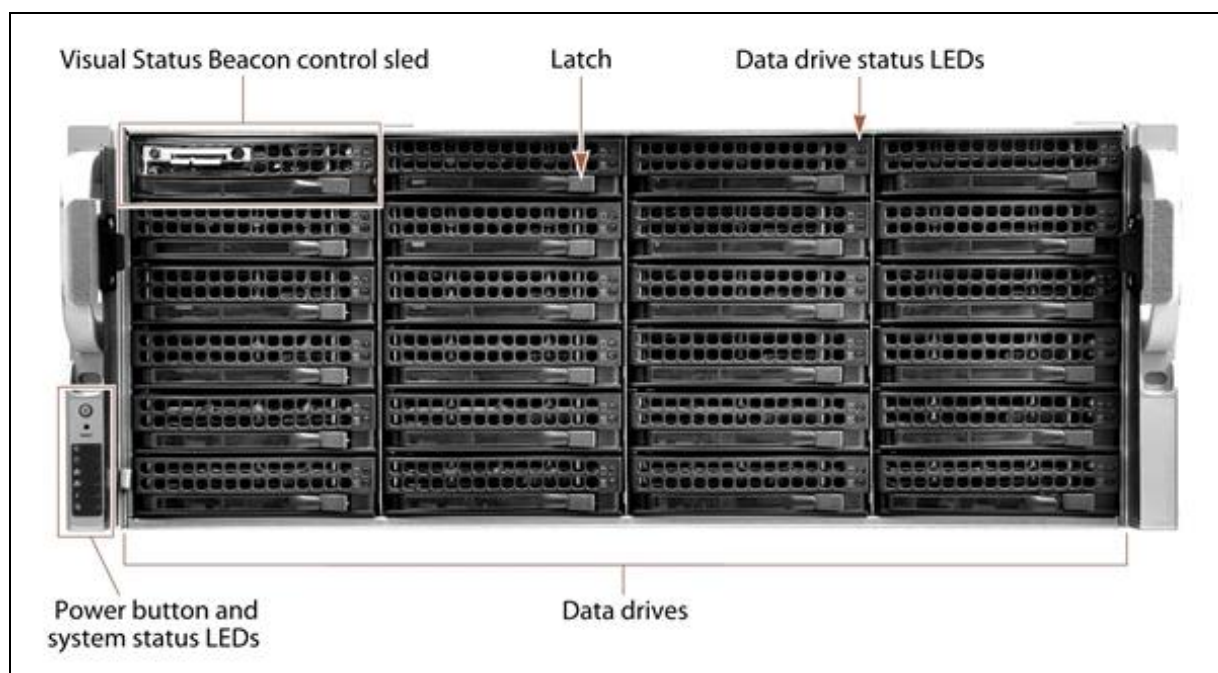 Visual Status Beacon control sled
Latch
Data drive status LEDs
Power button and
system status LEDs
Data drives